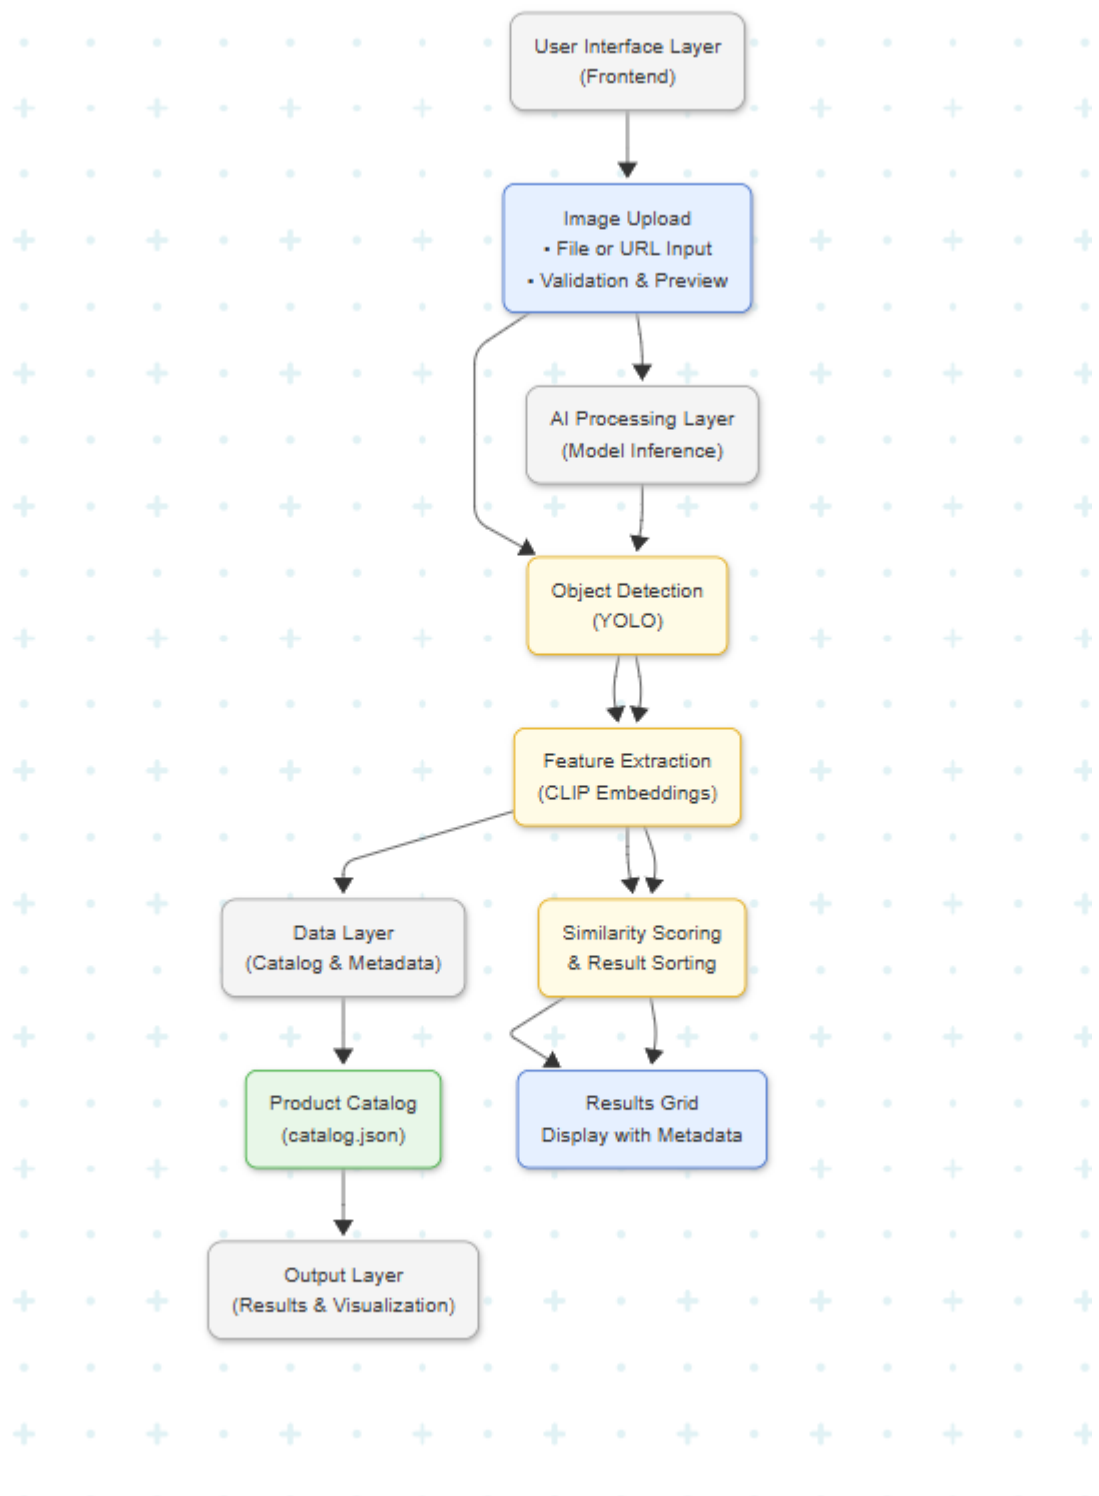 User Interface Layer
(Frontend)
Image Upload
• File or URL Input
• Validation & Preview
AI Processing Layer
(Model Inference)
Object Detection
(YOLO)
Feature Extraction
(CLIP Embeddings)
Data Layer
(Catalog & Metadata)
Similarity Scoring
& Result Sorting
Product Catalog
(catalog.json)
Results Grid
Display with Metadata
Output Layer
(Results & Visualization)